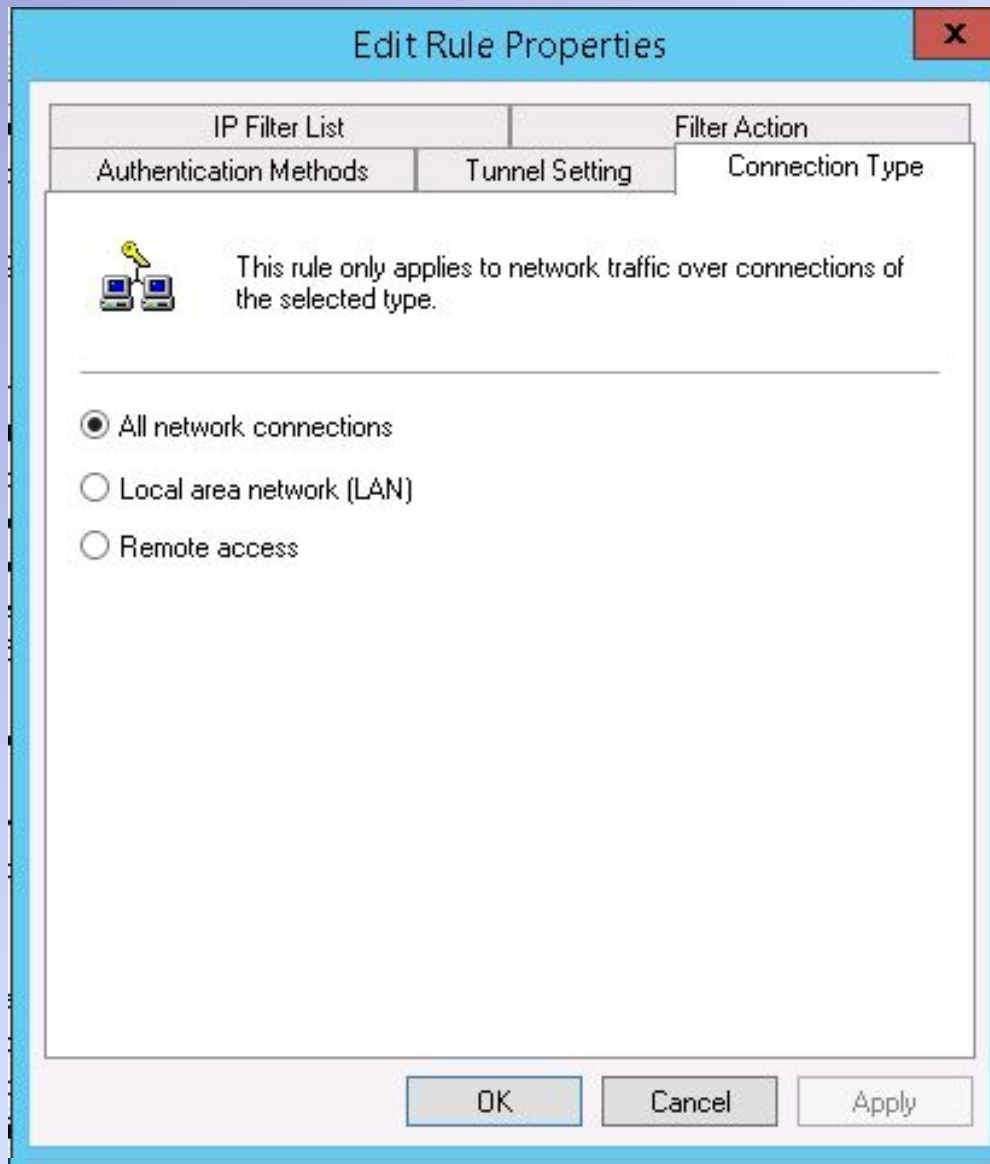 Edit Rule Properties
x
IP Filter List
Filter Action
Authentication Methods
Tunnel Setting
Connection Type
This rule only applies to network traffic over connections of
the selected type.
All network connections
Local area network (LAN)
Remote access
OK
Cancel
Apply